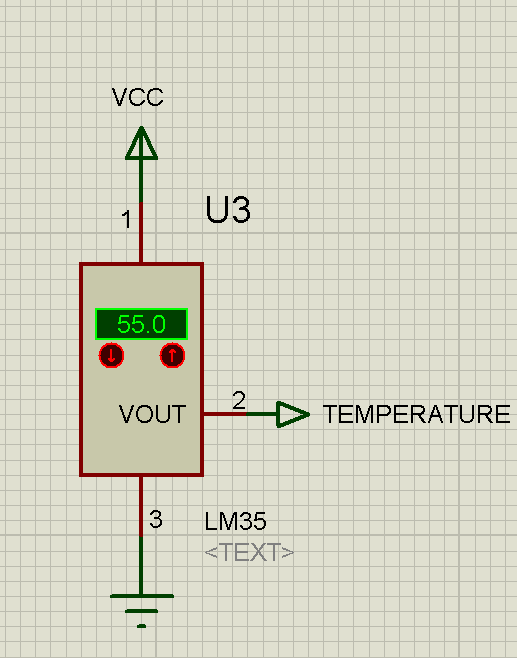 VCC
1
U3
55.0
↓ ↑
2
VOUT
TEMPERATURE
3
LM35
<TEXT>